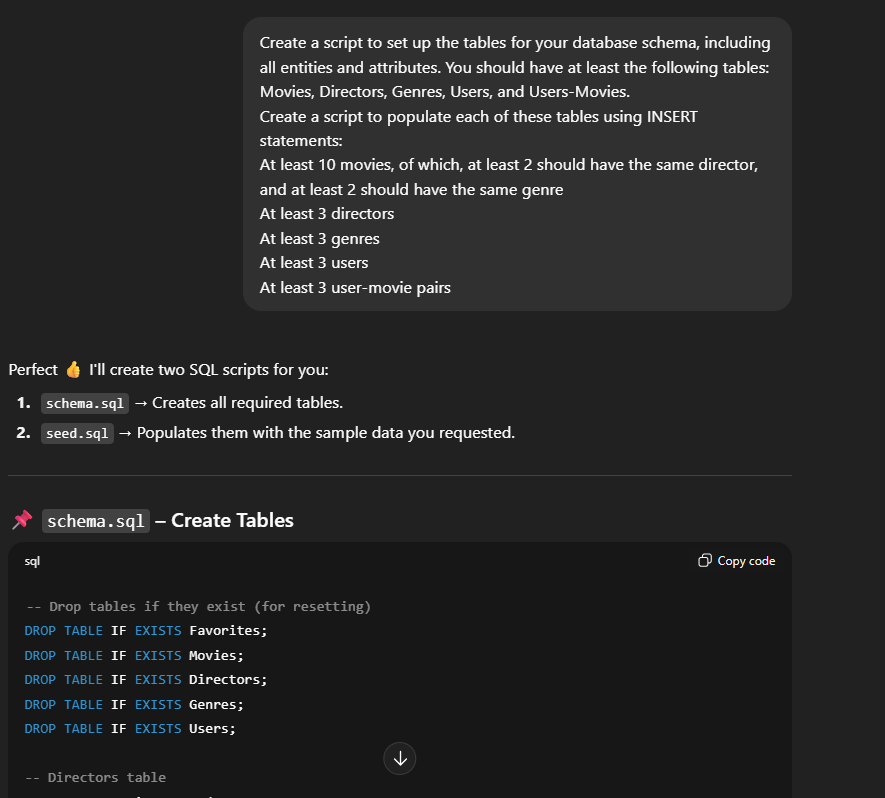 Create a script to set up the tables for your database schema, including
all entities and attributes. You should have at least the following tables:
Movies, Directors, Genres, Users, and Users-Movies.
Create a script to populate each of these tables using INSERT
statements:
At least 10 movies, of which, at least 2 should have the same director,
and at least 2 should have the same genre
At least 3 directors
At least 3 genres
At least 3 users
At least 3 user-movie pairs
Perfect 👍 I'll create two SQL scripts for you:
1. schema.sql → Creates all required tables.
2. seed.sql → Populates them with the sample data you requested.
📌 schema.sql – Create Tables
sql Copy code
-- Drop tables if they exist (for resetting)
DROP TABLE IF EXISTS Favorites;
DROP TABLE IF EXISTS Movies;
DROP TABLE IF EXISTS Directors;
DROP TABLE IF EXISTS Genres;
DROP TABLE IF EXISTS Users;
-- Directors table